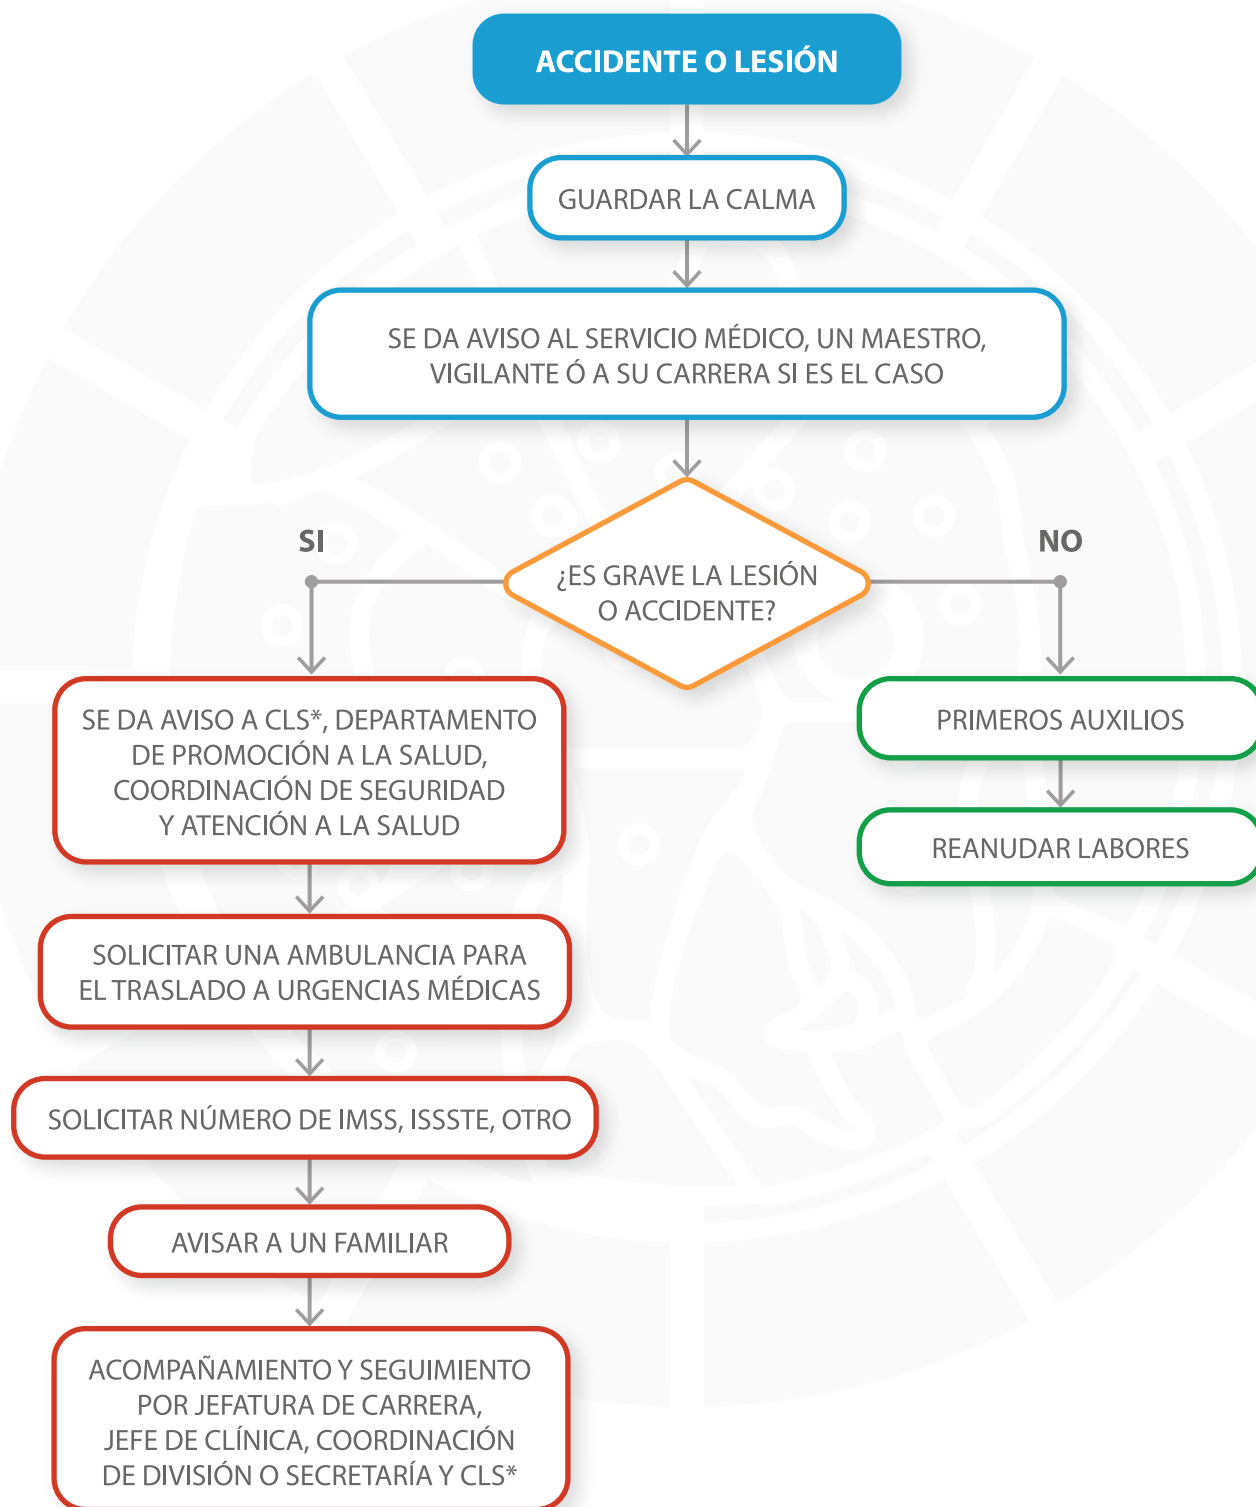 ACCIDENTE O LESIÓN
GUARDAR LA CALMA
SE DA AVISO AL SERVICIO MÉDICO, UN MAESTRO,
VIGILANTE Ó A SU CARRERA SI ES EL CASO
SI
NO
¿ES GRAVE LA LESIÓN
O ACCIDENTE?
SE DA AVISO A CLS*, DEPARTAMENTO
DE PROMOCIÓN A LA SALUD,
COORDINACIÓN DE SEGURIDAD
Y ATENCIÓN A LA SALUD
SOLICITAR UNA AMBULANCIA PARA
EL TRASLADO A URGENCIAS MÉDICAS
SOLICITAR NÚMERO DE IMSS, ISSSTE, OTRO
AVISAR A UN FAMILIAR
ACOMPAÑAMIENTO Y SEGUIMIENTO
POR JEFATURA DE CARRERA,
JEFE DE CLÍNICA, COORDINACIÓN
DE DIVISIÓN O SECRETARÍA Y CLS*
PRIMEROS AUXILIOS
REANUDAR LABORES